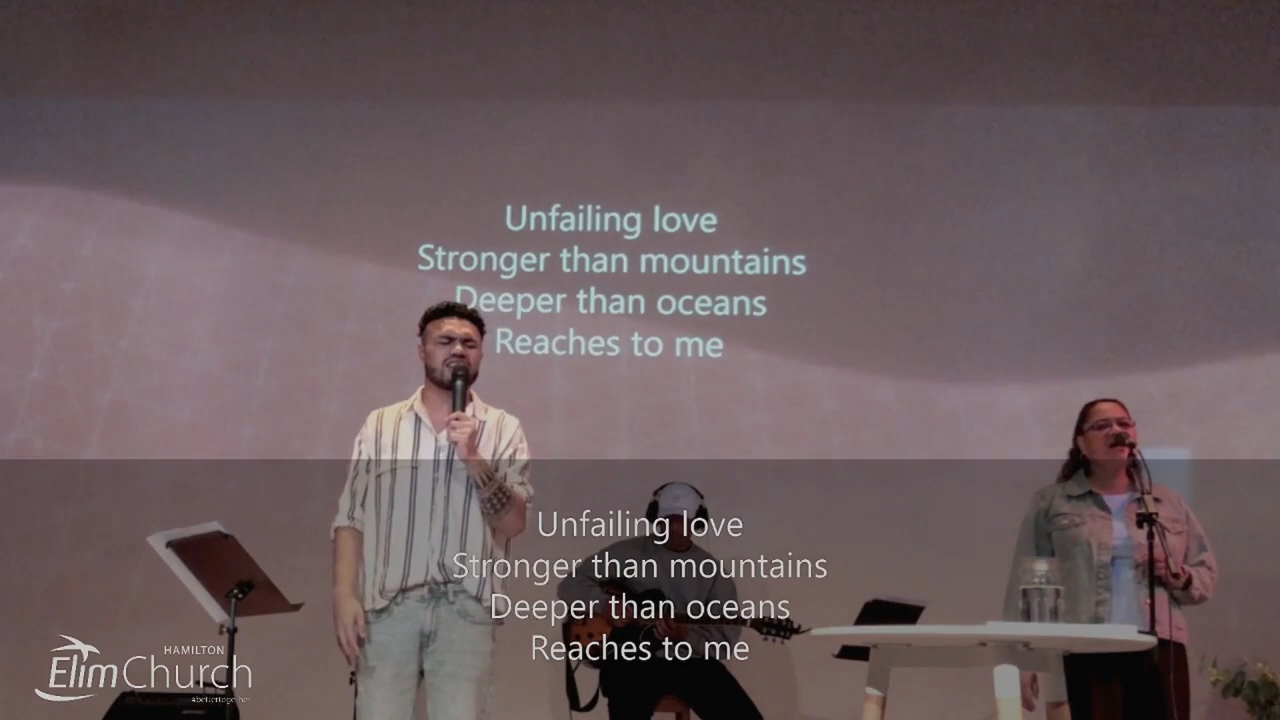 Unfailing love
Stronger than mountains
Deeper than oceans
Reaches to me
Unfailing love
Stronger than mountains
Deeper than oceans
Reaches to me
HAMILTON
ElimChurch
#bettertogether